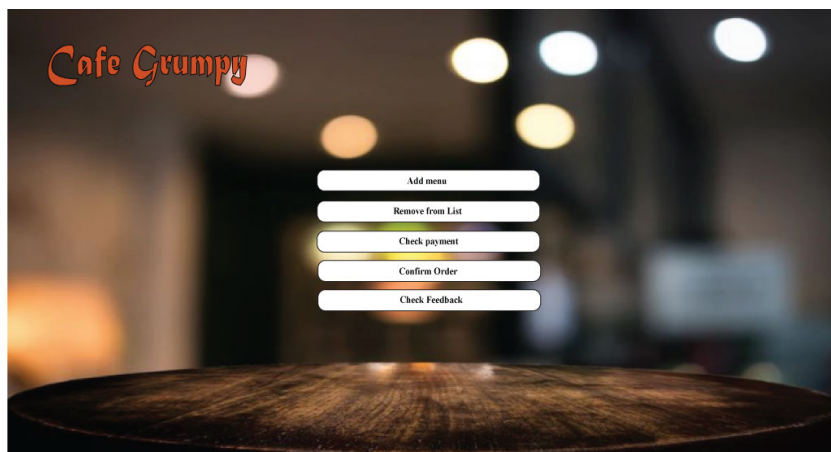 Cafe Grumpy
Add menu
Remove from List
Check payment
Confirm Order
Check Feedback